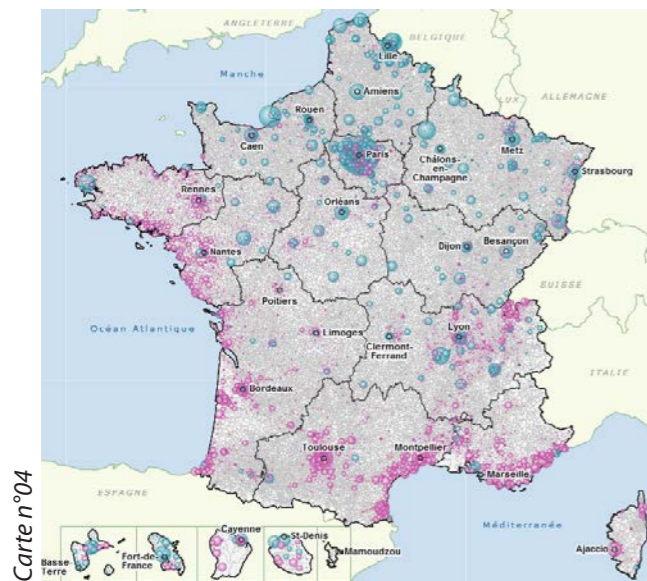 ANGLETERRE
BELGIQUE
Lille
Manche
Amiens
LUX
ALLEMAGNE
Rouen
Caen
Paris
Châlons-
en-
Champagne
Metz
Strasbourg
Rennes
Orléans
Nantes
Dijon
Besançon
SUISSE
Poitiers
Océan Atlantique
Limoges
Clermont-
Ferrand
Lyon
ITALIE
Bordeaux
Toulouse
Montpellier
Marseille
ESPAGNE
Méditerranée
Ajaccio
Basse
Terre
Fort-de-
France
Cayenne
St-Denis
Mamoudzou
Carte n°04